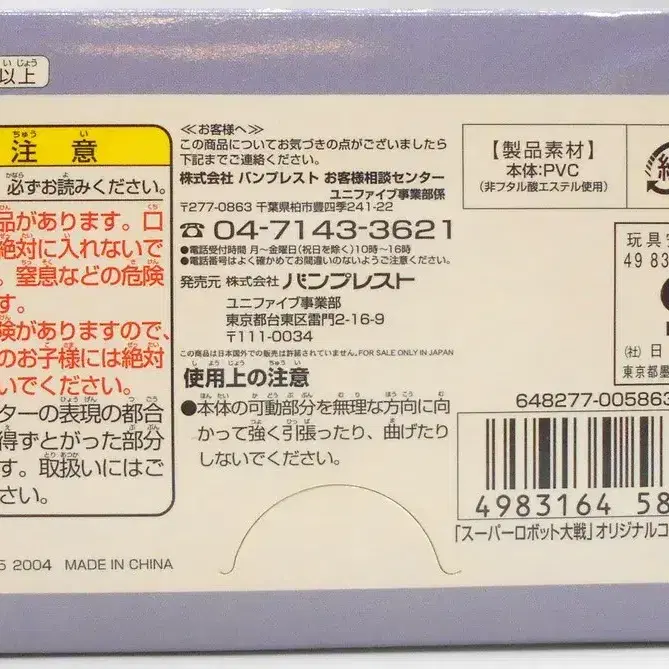 以上
注意
必ずお読みください。
品があります。口
絶対に入れないで
。窒息などの危険
す。
険がありますので、
のお子様には絶対
いでください。
ターの表現の都合
得ずとがった部分
す。取扱いにはご
さい。
5 2004 MADE IN CHINA
≪お客様へ≫
この商品についてお気づきの点がございましたら
下記までご連絡ください。
株式会社 バンプレスト お客様相談センター
ユニファイブ事業部係
〒277-0863 千葉県柏市豊四季241-22
☎ 04-7143-3621
●電話受付時間 月〜金曜日(祝日を除く)10時〜16時
●電話番号はよく確かめてお間違いのないようご注意ください。
発売元 株式会社 バンプレスト
ユニファイブ事業部
東京都台東区雷門2-16-9
〒111-0034
この商品は日本国外での販売は許諾されていません。FOR SALE ONLY IN JAPAN
使用上の注意
●本体の可動部分を無理な方向に向
かって強く引張ったり、曲げたり
しないでください。
【製品素材】
本体:PVC
(非フタル酸エステル使用)
玩具安
49 83
(社) 日
東京都墨
648277-005863
4983164 58
「スーパーロボット大戦」オリジナルコ